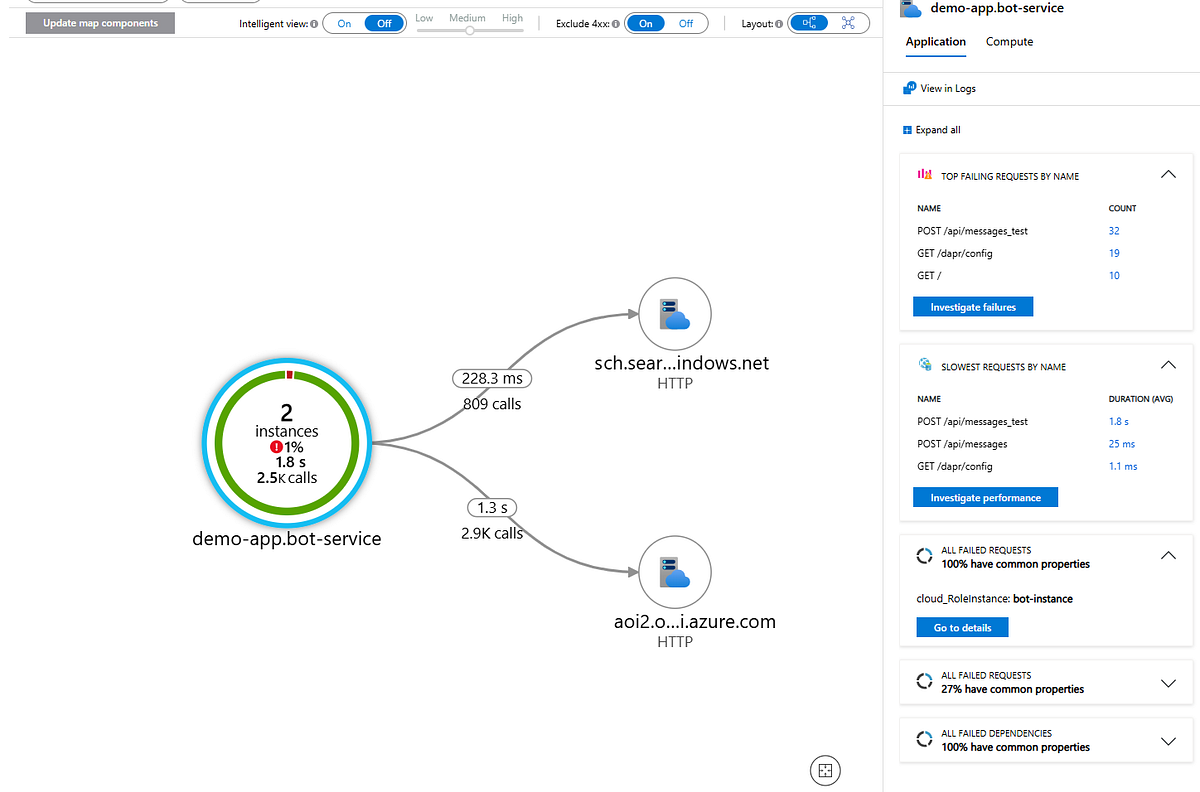 Update map components
Intelligent view:
On
Off
Low
Medium
High
Exclude 4xx:
On
Off
Layout:
2
instances
1%
1.8 s
2.5K calls
demo-app.bot-service
228.3 ms
809 calls
1.3 s
2.9K calls
sch.sear...indows.net
HTTP
aoi2.o...i.azure.com
HTTP
demo-app.bot-service
Application
Compute
View in Logs
Expand all
TOP FAILING REQUESTS BY NAME
NAME COUNT
POST /api/messages_test 32
GET /dapr/config 19
GET / 10
Investigate failures
SLOWEST REQUESTS BY NAME
NAME DURATION (AVG)
POST /api/messages_test 1.8 s
POST /api/messages 25 ms
GET /dapr/config 1.1 ms
Investigate performance
ALL FAILED REQUESTS
100% have common properties
cloud_RoleInstance: bot-instance
Go to details
ALL FAILED REQUESTS
27% have common properties
ALL FAILED DEPENDENCIES
100% have common properties